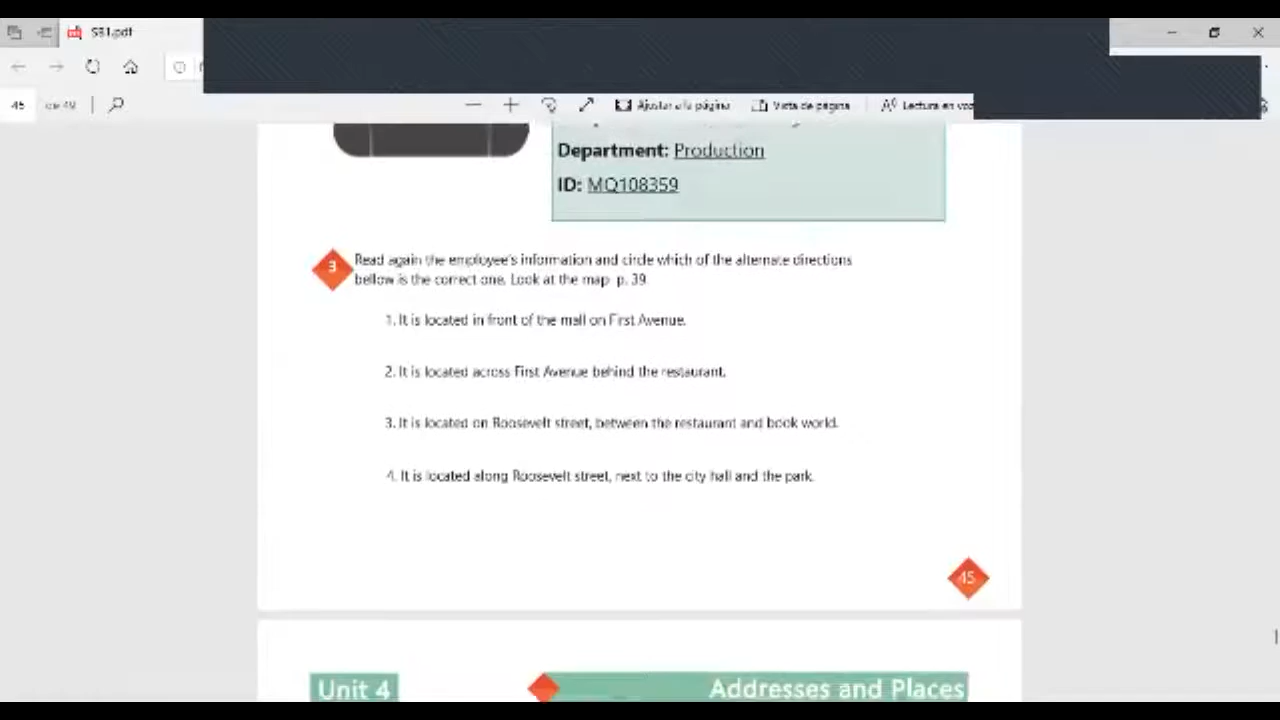 SB1.pdf
45
de 49
Ajustar a la página
Vista de página
Lectura en voz
Department: Production
ID: MQ108359
3
Read again the employee's information and circle which of the alternate directions
bellow is the correct one. Look at the map p. 39
1. It is located in front of the mall on First Avenue.
2. It is located across First Avenue behind the restaurant.
3. It is located on Roosevelt street, between the restaurant and book world.
4. It is located along Roosevelt street, next to the city hall and the park.
45
Unit 4
Addresses and Places